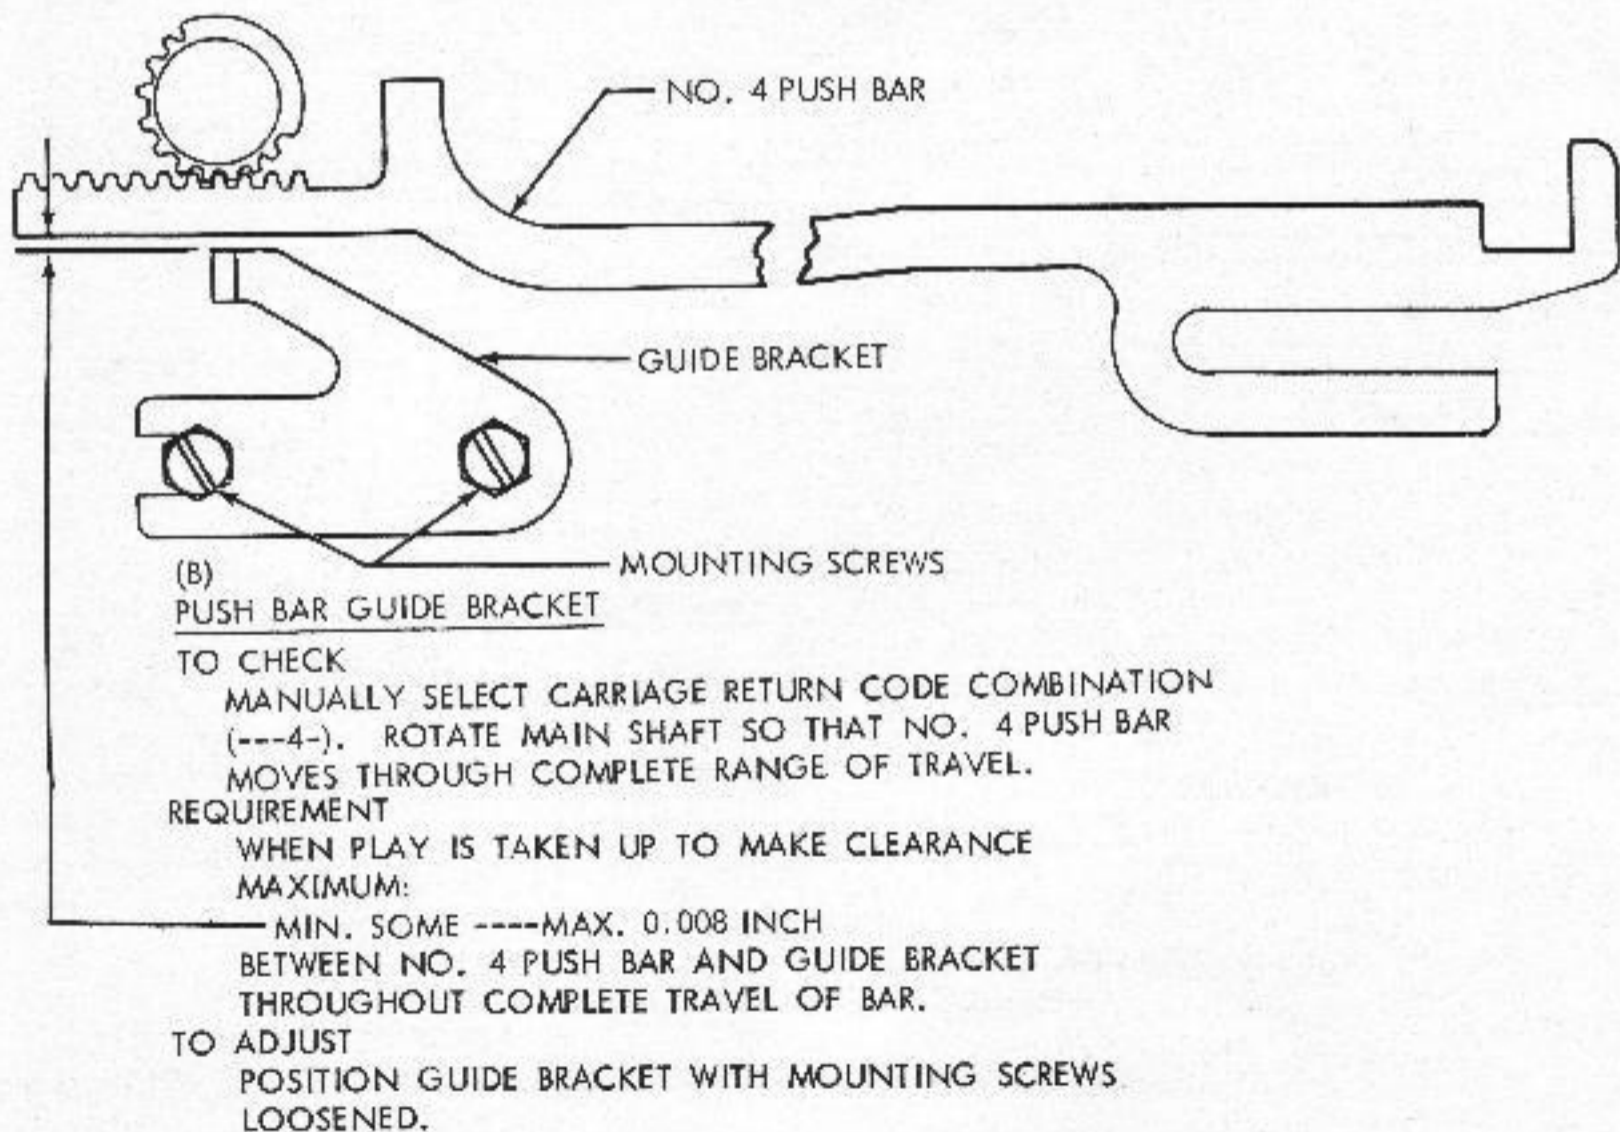 NO. 4 PUSH BAR
GUIDE BRACKET
MOUNTING SCREWS
(B)
PUSH BAR GUIDE BRACKET
TO CHECK
MANUALLY SELECT CARRIAGE RETURN CODE COMBINATION
(---4-). ROTATE MAIN SHAFT SO THAT NO. 4 PUSH BAR
MOVES THROUGH COMPLETE RANGE OF TRAVEL.
REQUIREMENT
WHEN PLAY IS TAKEN UP TO MAKE CLEARANCE
MAXIMUM:
MIN. SOME ----MAX. 0.008 INCH
BETWEEN NO. 4 PUSH BAR AND GUIDE BRACKET
THROUGHOUT COMPLETE TRAVEL OF BAR.
TO ADJUST
POSITION GUIDE BRACKET WITH MOUNTING SCREWS
LOOSENED.